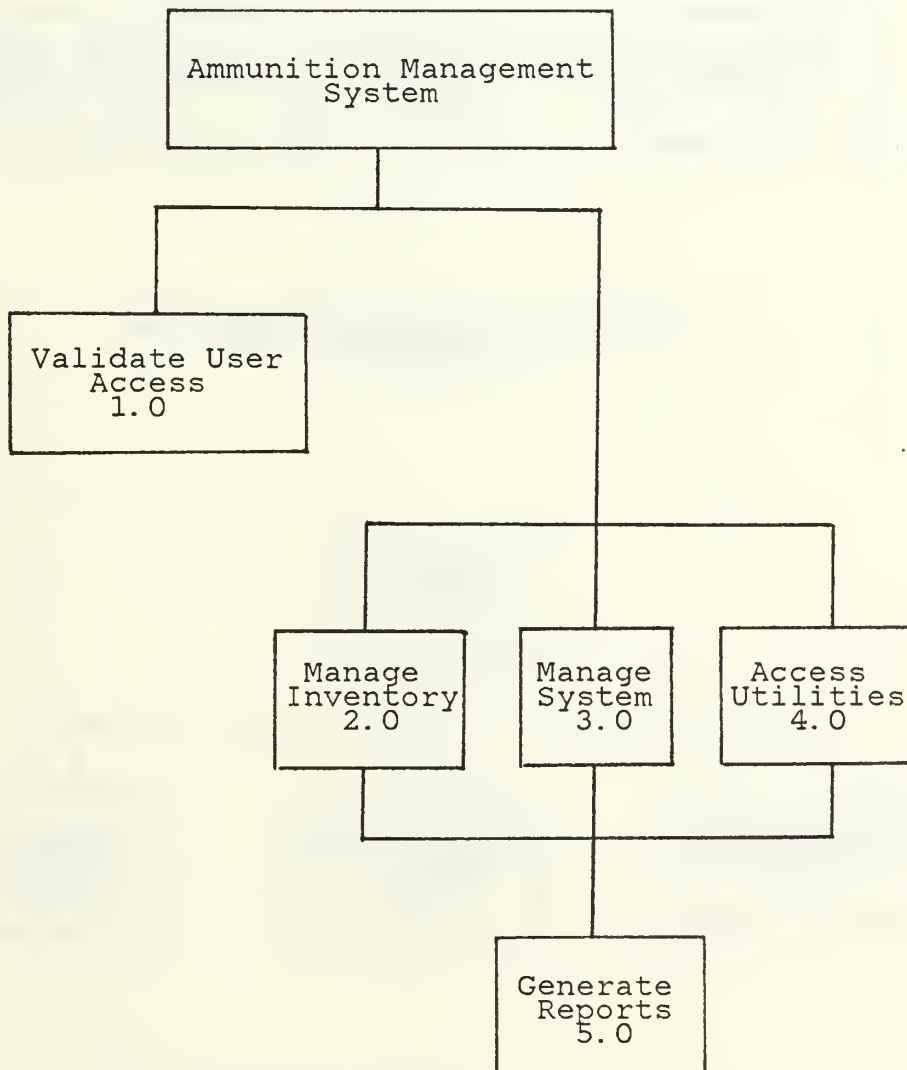 Ammunition Management
System
Validate User
Access
1.0
Manage
Inventory
2.0
Manage
System
3.0
Access
Utilities
4.0
Generate
Reports
5.0